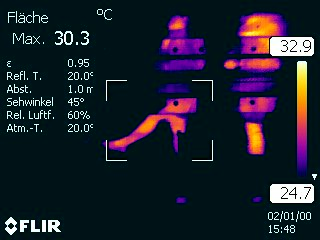 Fläche °C
Max. 30.3
ε 0.95
Refl. T. 20.0°
Abst. 1.0 m
Sehwinkel 45°
Rel. Luftf. 60%
Atm.-T. 20.0°
32.9
24.7
FLIR
02/01/00
15:48